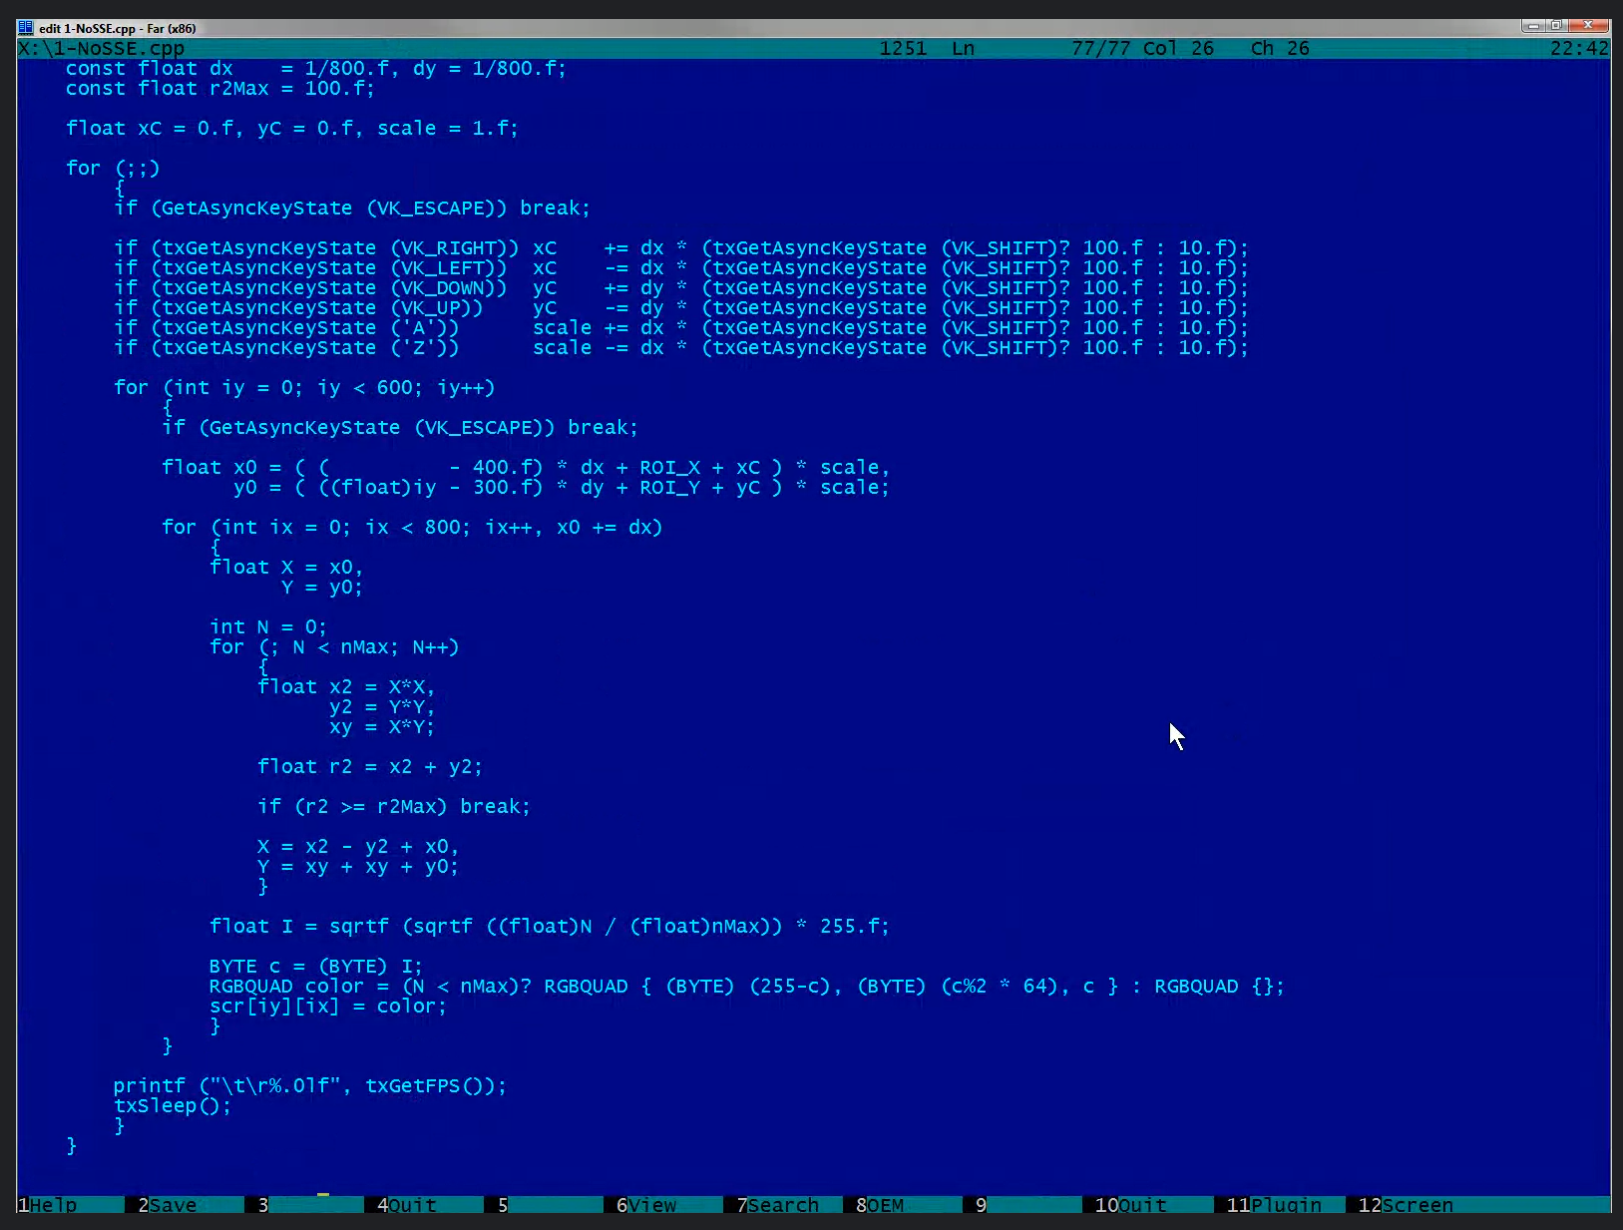 edit 1-NoSSE.cpp - Far (x86)
X:\1-NoSSE.cpp 1251 Ln 77/77 Col 26 Ch 26 22:42
const float dx = 1/800.f, dy = 1/800.f;
const float r2Max = 100.f;
float xC = 0.f, yC = 0.f, scale = 1.f;
for (;;)
{
if (GetAsyncKeyState (VK_ESCAPE)) break;
if (txGetAsyncKeyState (VK_RIGHT)) xC += dx * (txGetAsyncKeyState (VK_SHIFT)? 100.f : 10.f);
if (txGetAsyncKeyState (VK_LEFT)) xC -= dx * (txGetAsyncKeyState (VK_SHIFT)? 100.f : 10.f);
if (txGetAsyncKeyState (VK_DOWN)) yC += dy * (txGetAsyncKeyState (VK_SHIFT)? 100.f : 10.f);
if (txGetAsyncKeyState (VK_UP)) yC -= dy * (txGetAsyncKeyState (VK_SHIFT)? 100.f : 10.f);
if (txGetAsyncKeyState ('A')) scale += dx * (txGetAsyncKeyState (VK_SHIFT)? 100.f : 10.f);
if (txGetAsyncKeyState ('Z')) scale -= dx * (txGetAsyncKeyState (VK_SHIFT)? 100.f : 10.f);
for (int iy = 0; iy < 600; iy++)
{
if (GetAsyncKeyState (VK_ESCAPE)) break;
float x0 = ( ( - 400.f) * dx + ROI_X + xC ) * scale,
y0 = ( ((float)iy - 300.f) * dy + ROI_Y + yC ) * scale;
for (int ix = 0; ix < 800; ix++, x0 += dx)
{
float X = x0,
Y = y0;
int N = 0;
for (; N < nMax; N++)
{
float x2 = X*X,
y2 = Y*Y,
xy = X*Y;
float r2 = x2 + y2;
if (r2 >= r2Max) break;
X = x2 - y2 + x0,
Y = xy + xy + y0;
}
float I = sqrtf (sqrtf ((float)N / (float)nMax)) * 255.f;
BYTE c = (BYTE) I;
RGBQUAD color = (N < nMax)? RGBQUAD { (BYTE) (255-c), (BYTE) (c%2 * 64), c } : RGBQUAD {};
scr[iy][ix] = color;
}
}
printf ("\t\r%.0lf", txGetFPS());
txSleep();
}
}
1Help 2Save 3 4Quit 5 6View 7Search 8OEM 9 10Quit 11Plugin 12Screen